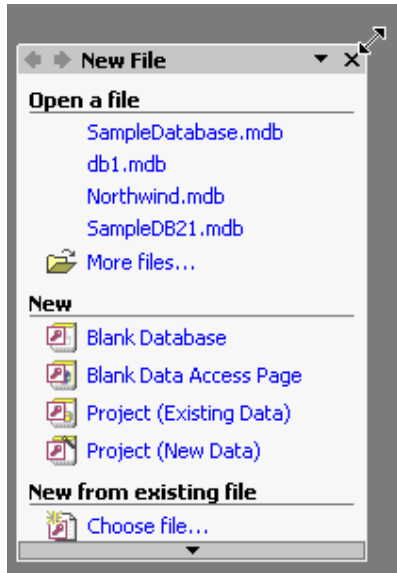 New File
Open a file
SampleDatabase.mdb
db1.mdb
Northwind.mdb
SampleDB21.mdb
More files...
New
Blank Database
Blank Data Access Page
Project (Existing Data)
Project (New Data)
New from existing file
Choose file...